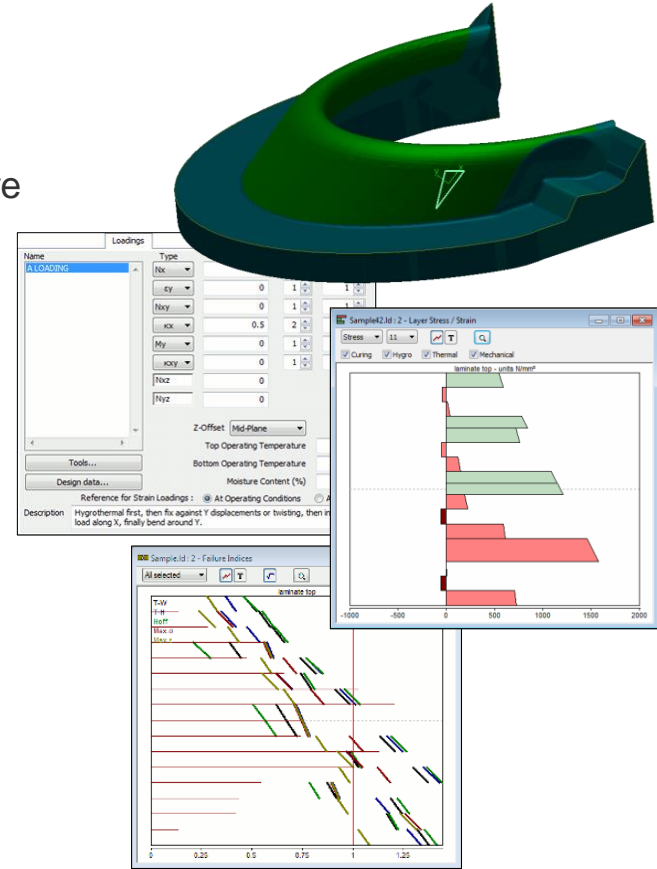 re
Loadings
Name
Type
A LOADING
Nx
εy 0 1 1
Nxy 0 1 1
κx 0.5 2
My 0 1
κxy 0 1
Nxz 0
Nyz 0
Z-Offset Mid-Plane
Top Operating Temperature
Bottom Operating Temperature
Moisture Content (%)
Tools...
Design data...
Reference for Strain Loadings : At Operating Conditions A
Description Hygrothermal first, then fix against Y displacements or twisting, then in
load along X, finally bend around Y.
Sample42.ld : 2 - Layer Stress / Strain
Stress 11 T
Curing Hygro Thermal Mechanical
laminate top - units N/mm²
-1000 -500 0 500 1000 1500 2000
Sample.ld : 2 - Failure Indices
All selected T
laminate top
T-W
T-H
Hoff
Max.σ
Max.ε
0 0.25 0.5 0.75 1 1.25